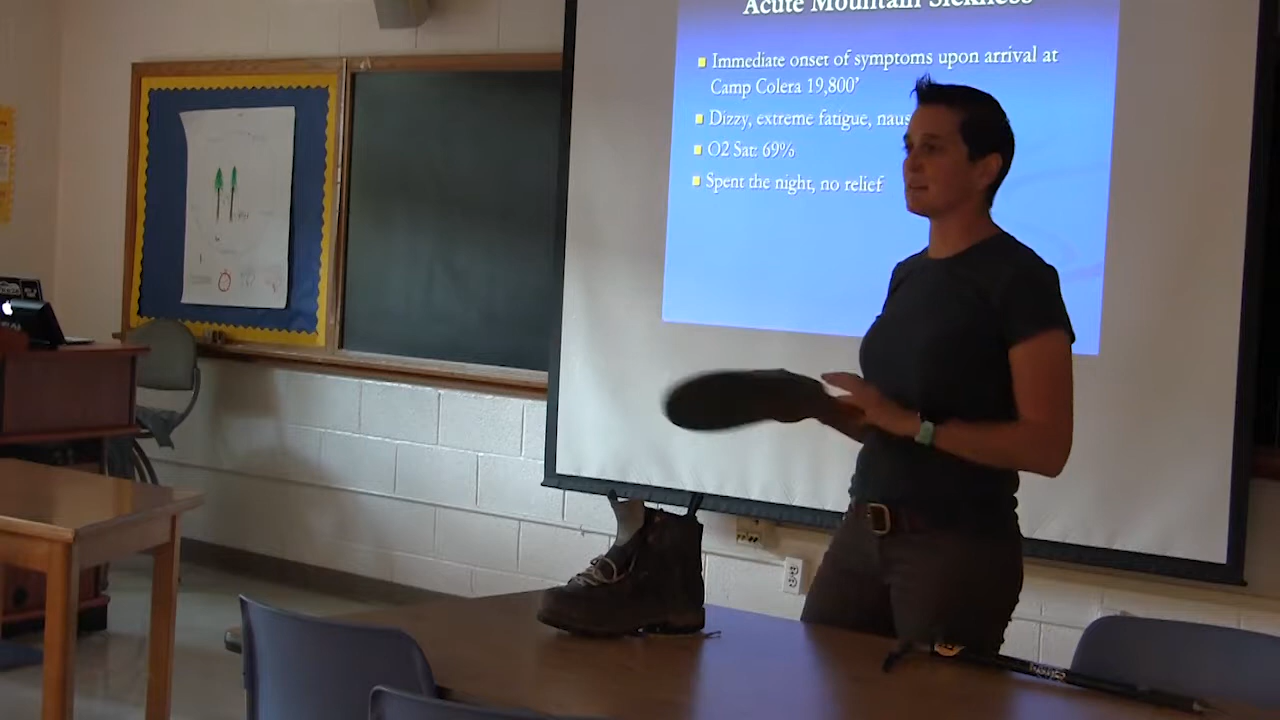 Acute Mountain Sickness
Immediate onset of symptoms upon arrival at
Camp Colera 19,800'
Dizzy, extreme fatigue,
O2 Sat: 69%
Spent the night, no relief